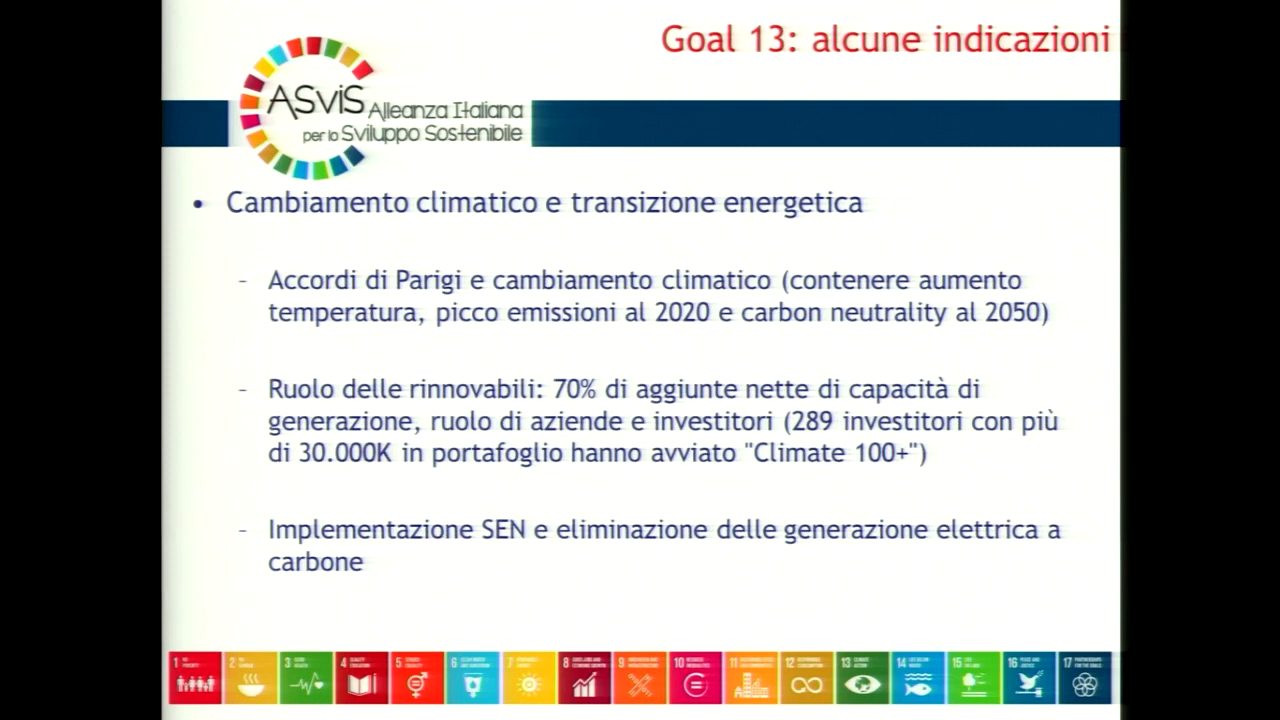 Goal 13: alcune indicazioni
ASviS Alleanza Italiana
per lo Sviluppo Sostenibile
• Cambiamento climatico e transizione energetica
- Accordi di Parigi e cambiamento climatico (contenere aumento
temperatura, picco emissioni al 2020 e carbon neutrality al 2050)
- Ruolo delle rinnovabili: 70% di aggiunte nette di capacità di
generazione, ruolo di aziende e investitori (289 investitori con più
di 30.000K in portafoglio hanno avviato "Climate 100+")
- Implementazione SEN e eliminazione delle generazione elettrica a
carbone
1 2 3 4 5 6 7 8 9 10 11 12 13 14 15 16 17